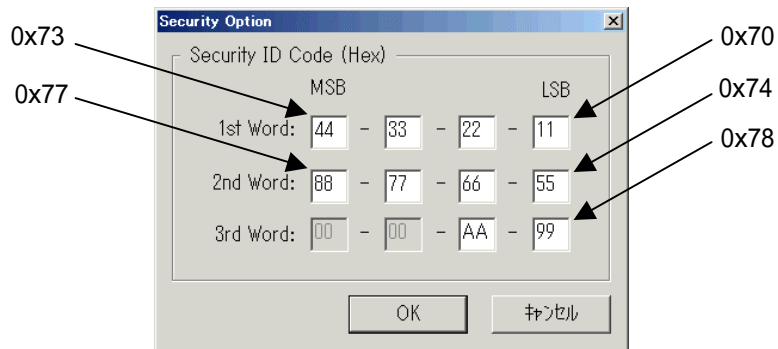 Security Option
0x73
Security ID Code (Hex)
0x70
MSB LSB
0x77
0x74
1st Word: 44 - 33 - 22 - 11
0x78
2nd Word: 88 - 77 - 66 - 55
3rd Word: 00 - 00 - AA - 99
OK キャンセル